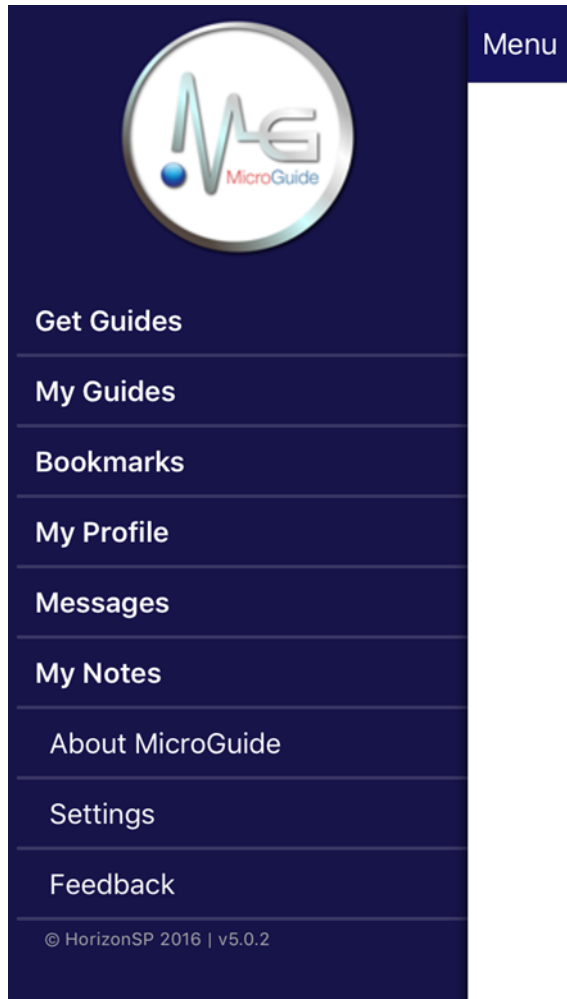 Menu
MG
MicroGuide
Get Guides
My Guides
Bookmarks
My Profile
Messages
My Notes
About MicroGuide
Settings
Feedback
© HorizonSP 2016 | v5.0.2